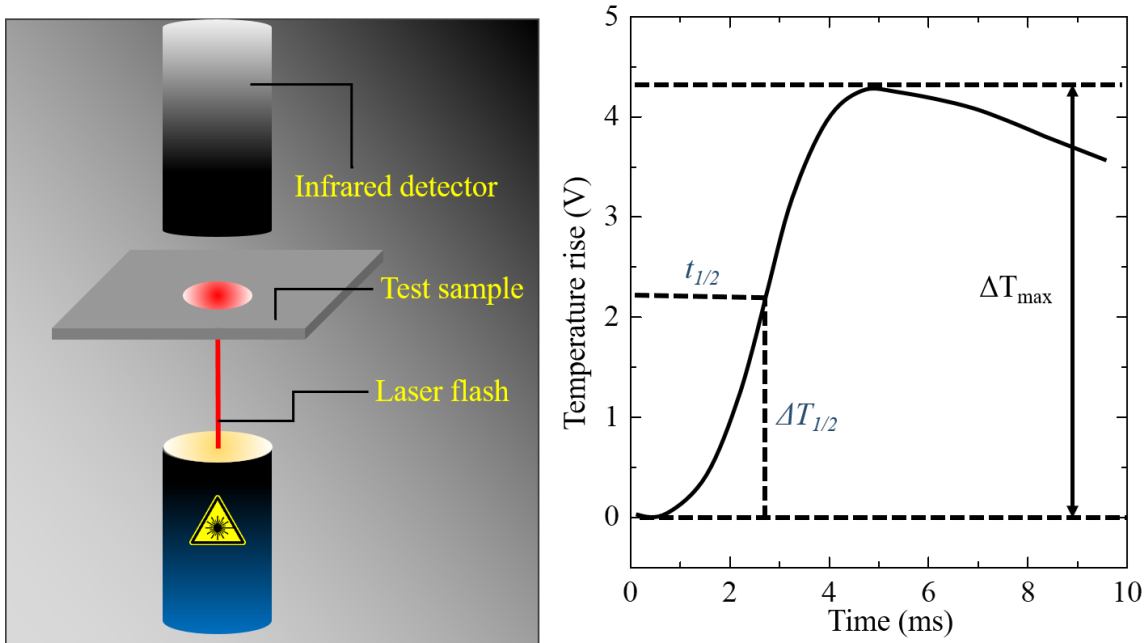 Infrared detector
Test sample
Laser flash
Temperature rise (V)
5
4
3
2
1
0
t1/2
ΔT1/2
ΔTmax
0 2 4 6 8 10
Time (ms)